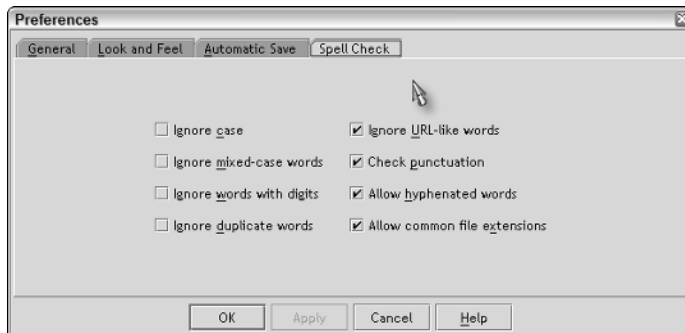 Preferences
General Look and Feel Automatic Save Spell Check
Ignore case Ignore URL-like words
Ignore mixed-case words Check punctuation
Ignore words with digits Allow hyphenated words
Ignore duplicate words Allow common file extensions
OK Apply Cancel Help